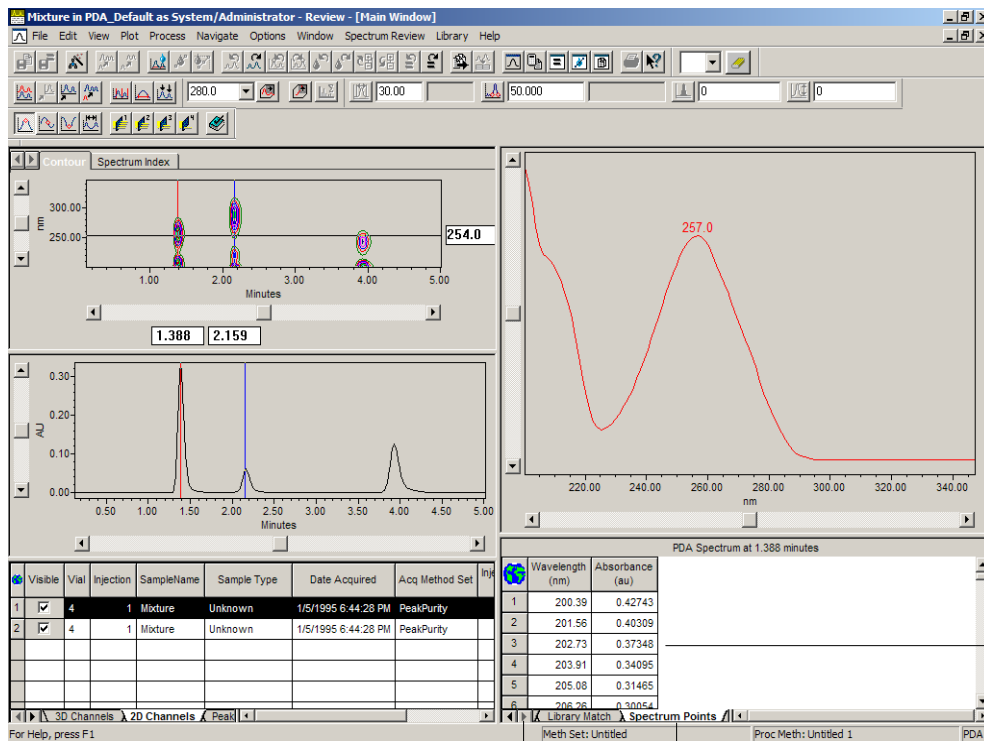 Mixture in PDA_Default as System/Administrator - Review - [Main Window]
File Edit View Plot Process Navigate Options Window Spectrum Review Library Help
280.0 30.00 50.000 0 0
Contour Spectrum Index
nm
300.00
250.00
254.0
1.00 2.00 3.00 4.00 5.00
Minutes
1.388 2.159
AU
0.30
0.20
0.10
0.00
0.50 1.00 1.50 2.00 2.50 3.00 3.50 4.00 4.50 5.00
Minutes
257.0
220.00 240.00 260.00 280.00 300.00 320.00 340.00
nm
Visible Vial Injection SampleName Sample Type Date Acquired Acq Method Set Inje
1 4 1 Mixture Unknown 1/5/1995 6:44:28 PM PeakPurity
2 4 1 Mixture Unknown 1/5/1995 6:44:28 PM PeakPurity
3D Channels 2D Channels Peak
PDA Spectrum at 1.388 minutes
Wavelength (nm) Absorbance (au)
1 200.39 0.42743
2 201.56 0.40309
3 202.73 0.37348
4 203.91 0.34095
5 205.08 0.31465
6 206.26 0.30054
Library Match Spectrum Points
For Help, press F1
Meth Set: Untitled
Proc Meth: Untitled 1
PDA